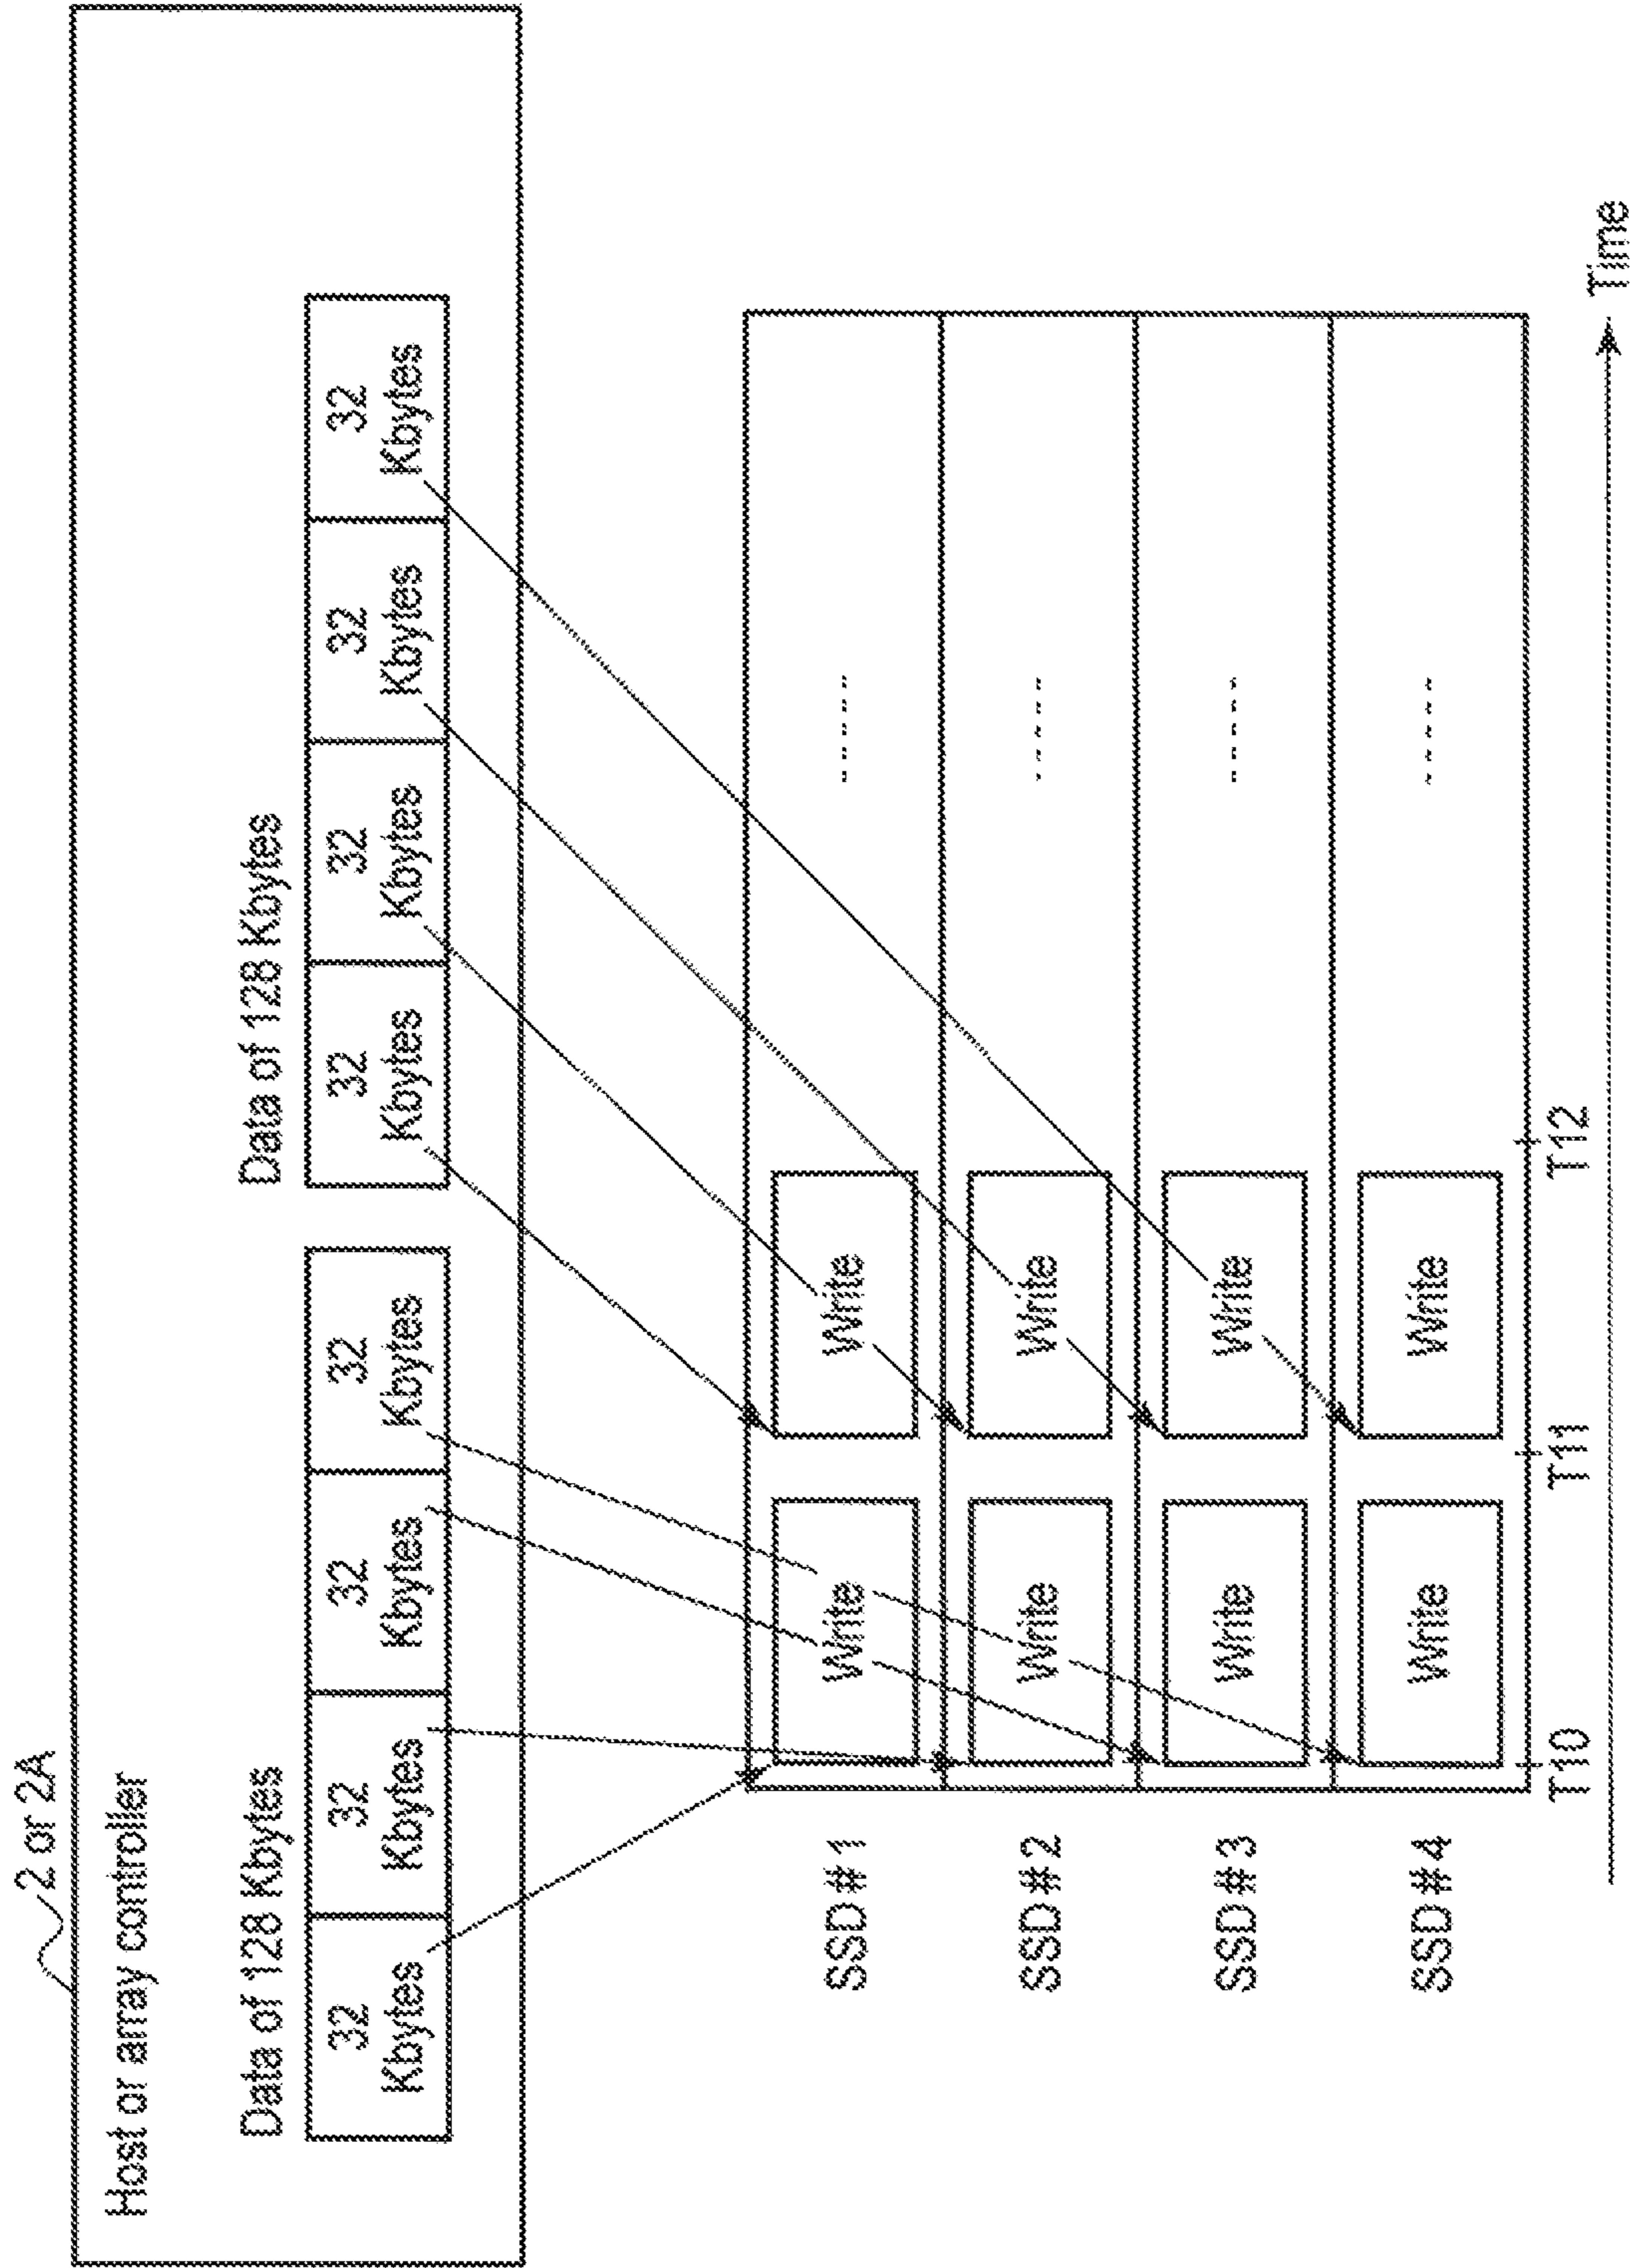 2 or 2A
Host or array controller
Data of 128 Kbytes
Data of 128 Kbytes
32
Kbytes
32
Kbytes
32
Kbytes
32
Kbytes
32
Kbytes
32
Kbytes
32
Kbytes
32
Kbytes
SSD#1
Write
Write
-----
SSD#2
Write
Write
-----
SSD#3
Write
Write
-----
SSD#4
Write
Write
-----
T10
T11
T12
Time